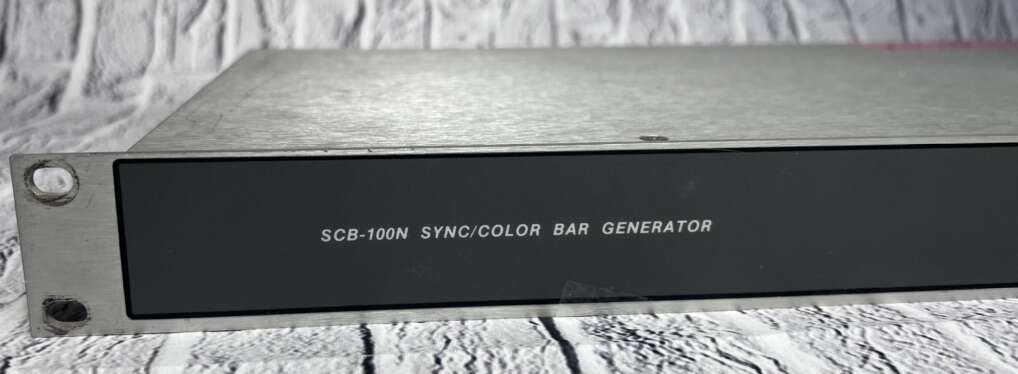 SCB-100N SYNC/COLOR BAR GENERATOR